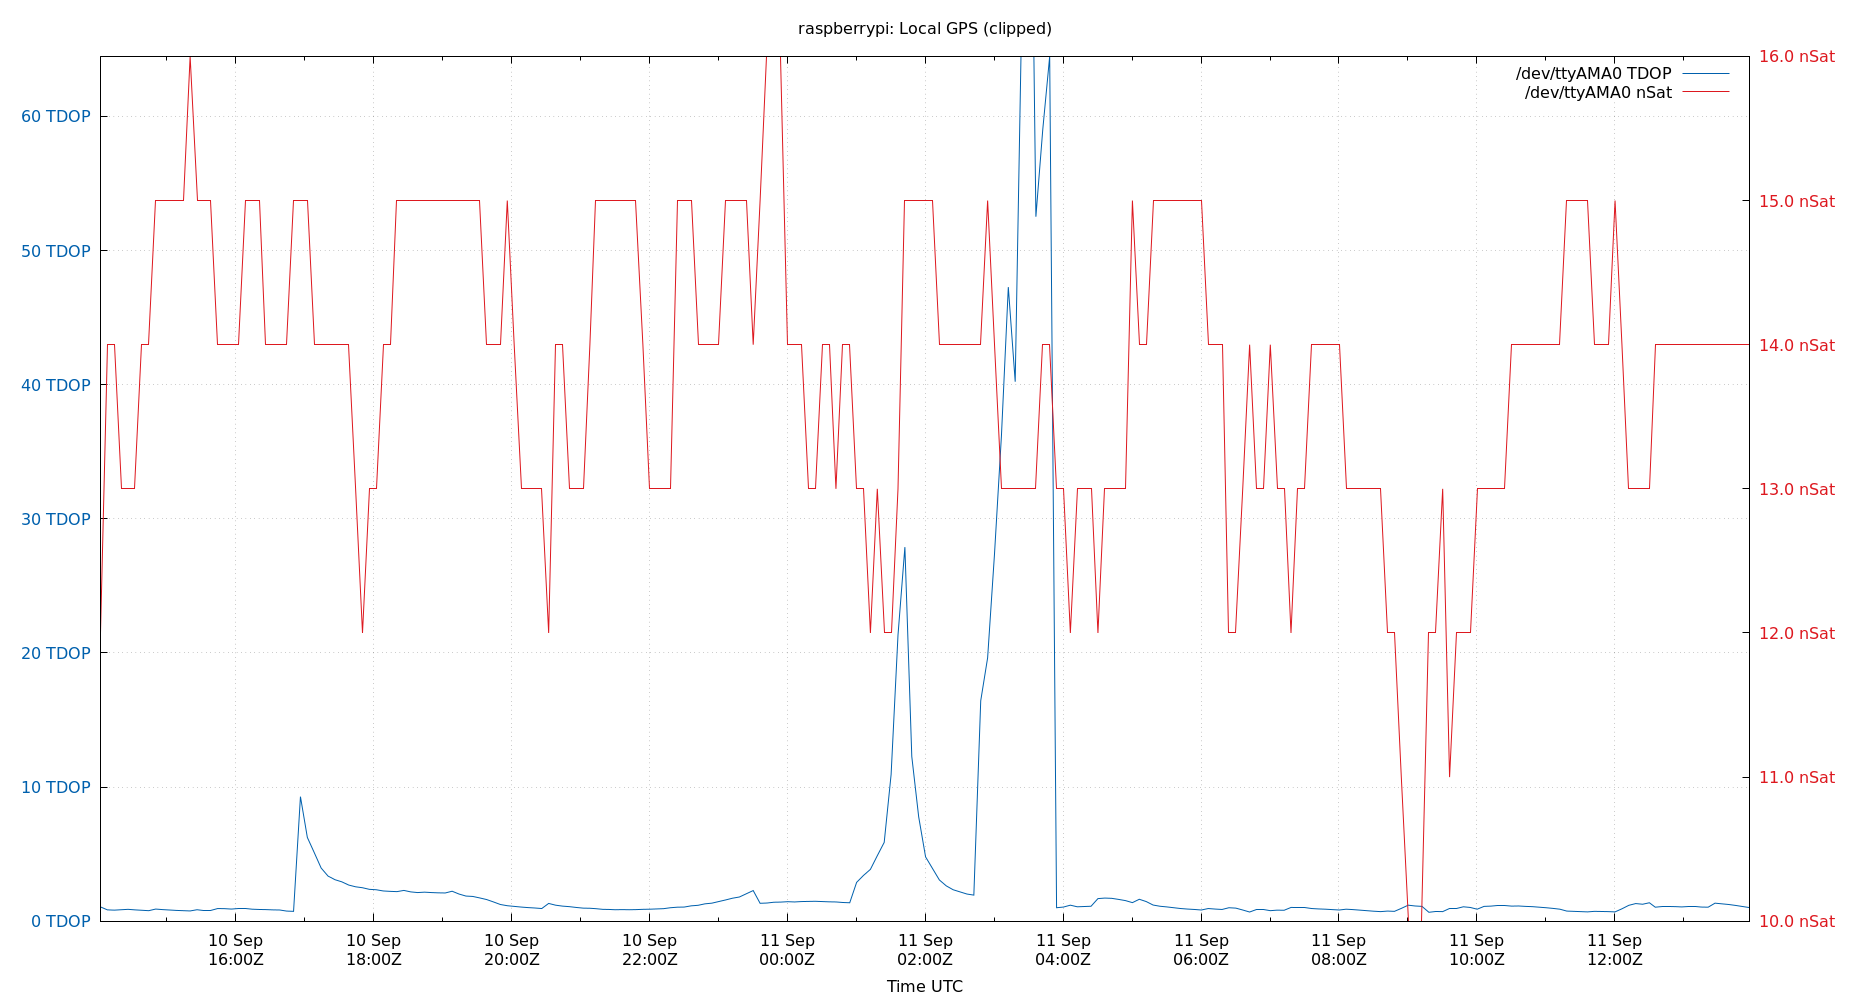 raspberrypi: Local GPS (clipped)
/dev/ttyAMA0 TDOP
/dev/ttyAMA0 nSat
60 TDOP
50 TDOP
40 TDOP
30 TDOP
20 TDOP
10 TDOP
0 TDOP
16.0 nSat
15.0 nSat
14.0 nSat
13.0 nSat
12.0 nSat
11.0 nSat
10.0 nSat
10 Sep
16:00Z
10 Sep
18:00Z
10 Sep
20:00Z
10 Sep
22:00Z
11 Sep
00:00Z
11 Sep
02:00Z
11 Sep
04:00Z
11 Sep
06:00Z
11 Sep
08:00Z
11 Sep
10:00Z
11 Sep
12:00Z
Time UTC